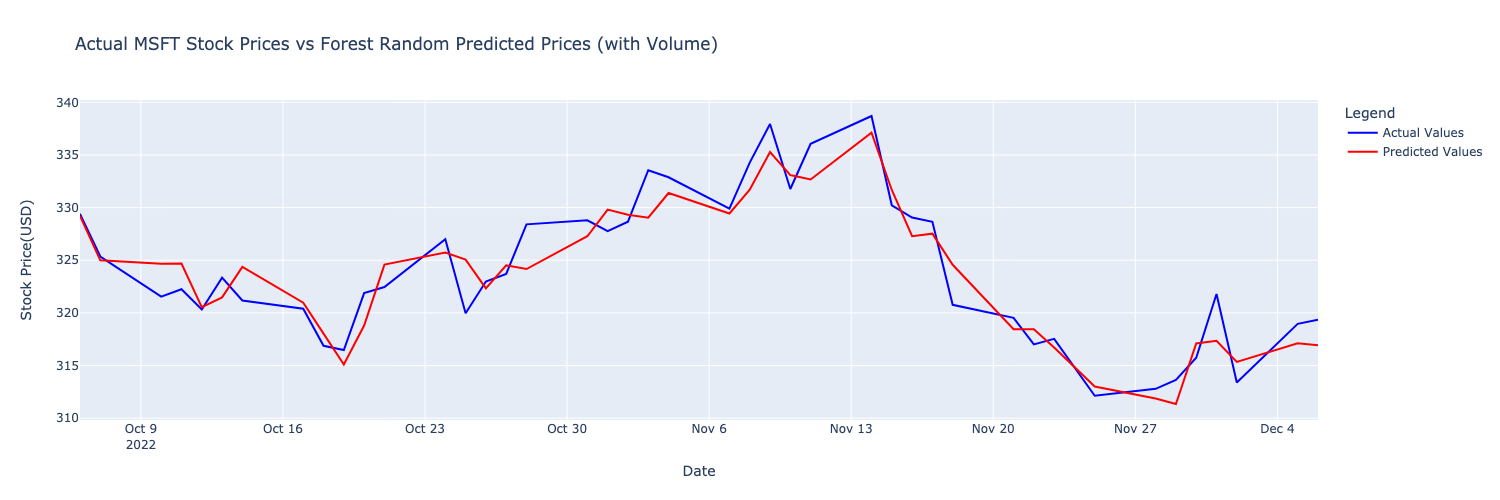 Actual MSFT Stock Prices vs Forest Random Predicted Prices (with Volume)
Legend
Actual Values
Predicted Values
Stock Price(USD)
340
335
330
325
320
315
310
Oct 9
2022
Oct 16
Oct 23
Oct 30
Nov 6
Nov 13
Nov 20
Nov 27
Dec 4
Date